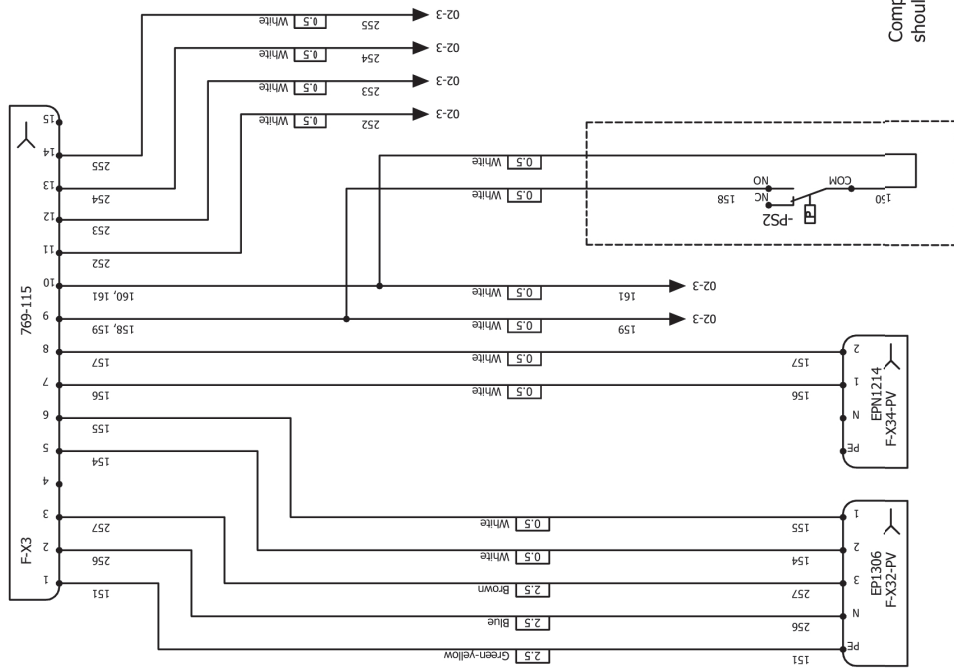 White 0.5 255 02-3
White 0.5 254 02-3
White 0.5 253 02-3
White 0.5 252 02-3
Comp
shoul
F-X3
769-115
15
14 255
13 254
12 253
11 252
10 160, 161
9 158, 159
8 157
7 156
6 155
5 154
4
3 257
2 256
1 151
White 0.5
White 0.5 158
NO
NC
COM
-PS2
P
White 0.5 161 02-3
White 0.5 159 02-3
White 0.5 157 2
White 0.5 156 1
N
PE
EPN1214
F-X34-PV
White 0.5 155 1
White 0.5 154 2
Brown 2.5 257 3
Blue 2.5 256 N
Green-yellow 2.5 151 PE
EP1306
F-X32-PV